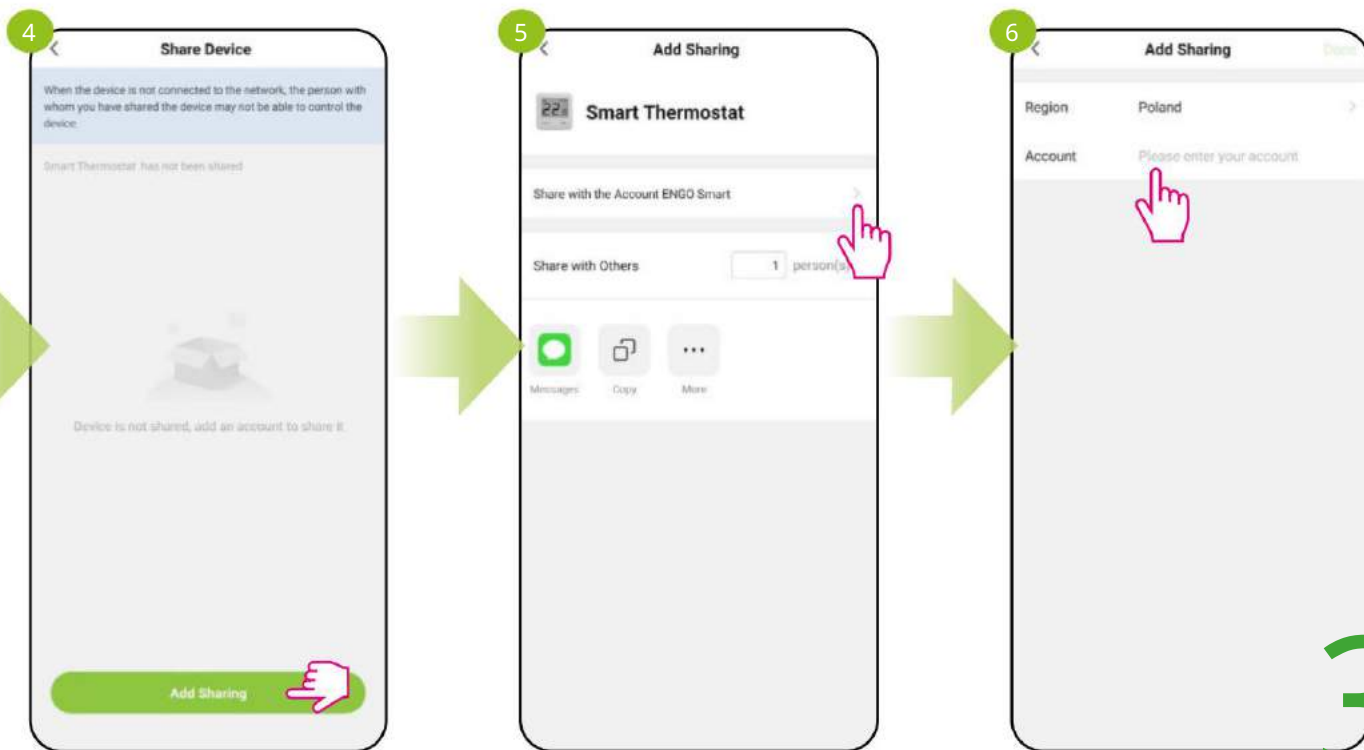 4
Share Device
When the device is not connected to the network, the person with
whom you have shared the device may not be able to control the
device.
Smart Thermostat has not been shared
Device is not shared, add an account to share it
Add Sharing
5
Add Sharing
22
Smart Thermostat
Share with the Account ENGO Smart
Share with Others 1 person(s)
Messages Copy More
6
Add Sharing Done
Region Poland
Account Please enter your account